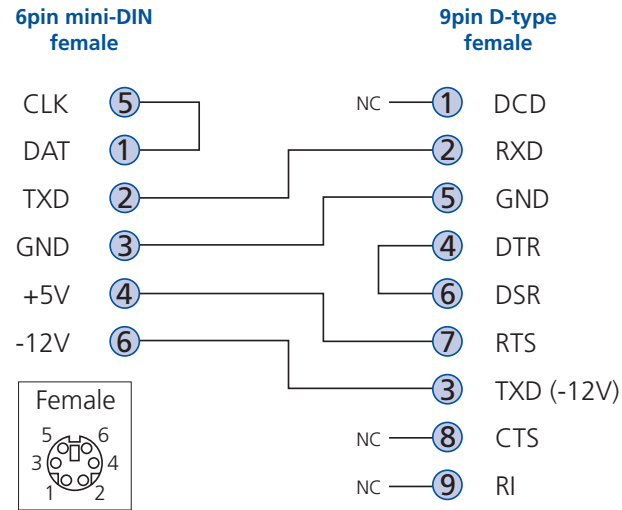 6pin mini-DIN
female
9pin D-type
female
CLK 5 NC 1 DCD
DAT 1 2 RXD
TXD 2 5 GND
GND 3 4 DTR
+5V 4 6 DSR
-12V 6 7 RTS
3 TXD (-12V)
NC 8 CTS
NC 9 RI
Female
5 6
3 4
1 2